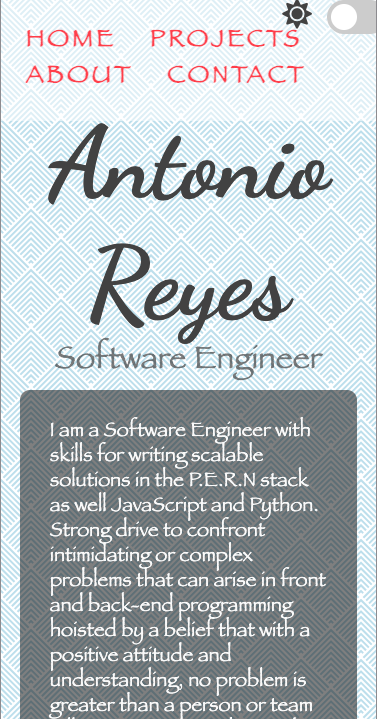 HOME PROJECTS
ABOUT CONTACT
Antonio
Reyes
Software Engineer
I am a Software Engineer with
skills for writing scalable
solutions in the P.E.R.N stack
as well JavaScript and Python.
Strong drive to confront
intimidating or complex
problems that can arise in front
and back-end programming
hoisted by a belief that with a
positive attitude and
understanding, no problem is
greater than a person or team